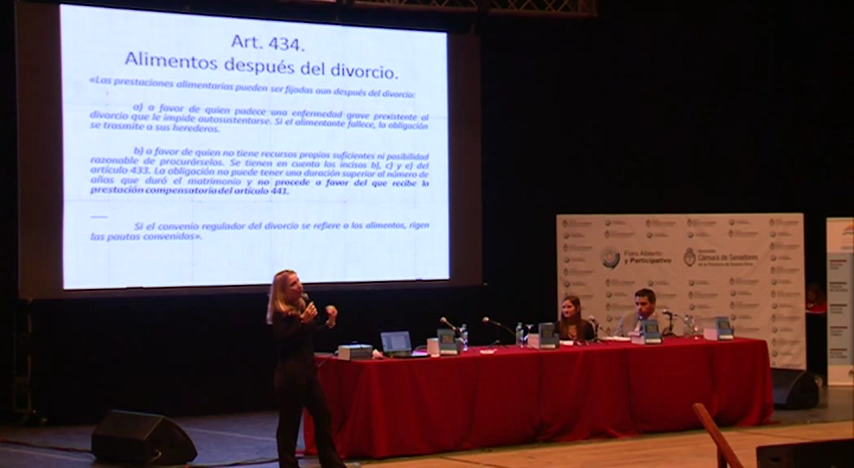 Art. 434.
Alimentos después del divorcio.
«Las prestaciones alimentarias pueden ser fijadas aun después del divorcio:
a) a favor de quien padece una enfermedad grave prexistente al
divorcio que le impide autosustentarse. Si el alimentante fallece, la obligación
se trasmite a sus herederos.
b) a favor de quien no tiene recursos propios suficientes ni posibilidad
razonable de procurárselos. Se tienen en cuenta los incisos b), c) y e) del
artículo 433. La obligación no puede tener una duración superior al número de
años que duró el matrimonio y no procede a favor del que recibe la
prestación compensatoria del artículo 441.
Si el convenio regulador del divorcio se refiere a los alimentos, rigen
las pautas convenidas».
Foro Abierto
y Participativo
Cámara de Senadores